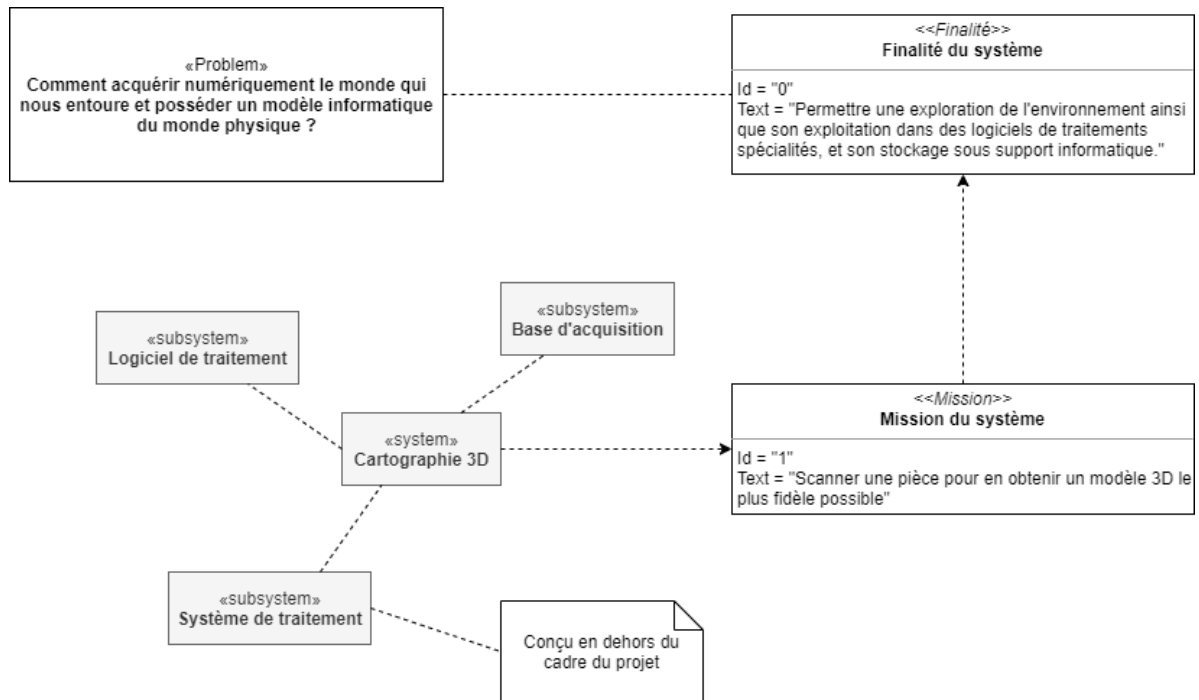 «Problem»
Comment acquérir numériquement le monde qui
nous entoure et posséder un modèle informatique
du monde physique ?
<<Finalité>>
Finalité du système
Id = "0"
Text = "Permettre une exploration de l'environnement ainsi
que son exploitation dans des logiciels de traitements
spécialités, et son stockage sous support informatique."
«subsystem»
Base d'acquisition
«subsystem»
Logiciel de traitement
«system»
Cartographie 3D
<<Mission>>
Mission du système
Id = "1"
Text = "Scanner une pièce pour en obtenir un modèle 3D le
plus fidèle possible"
«subsystem»
Système de traitement
Conçu en dehors du
cadre du projet